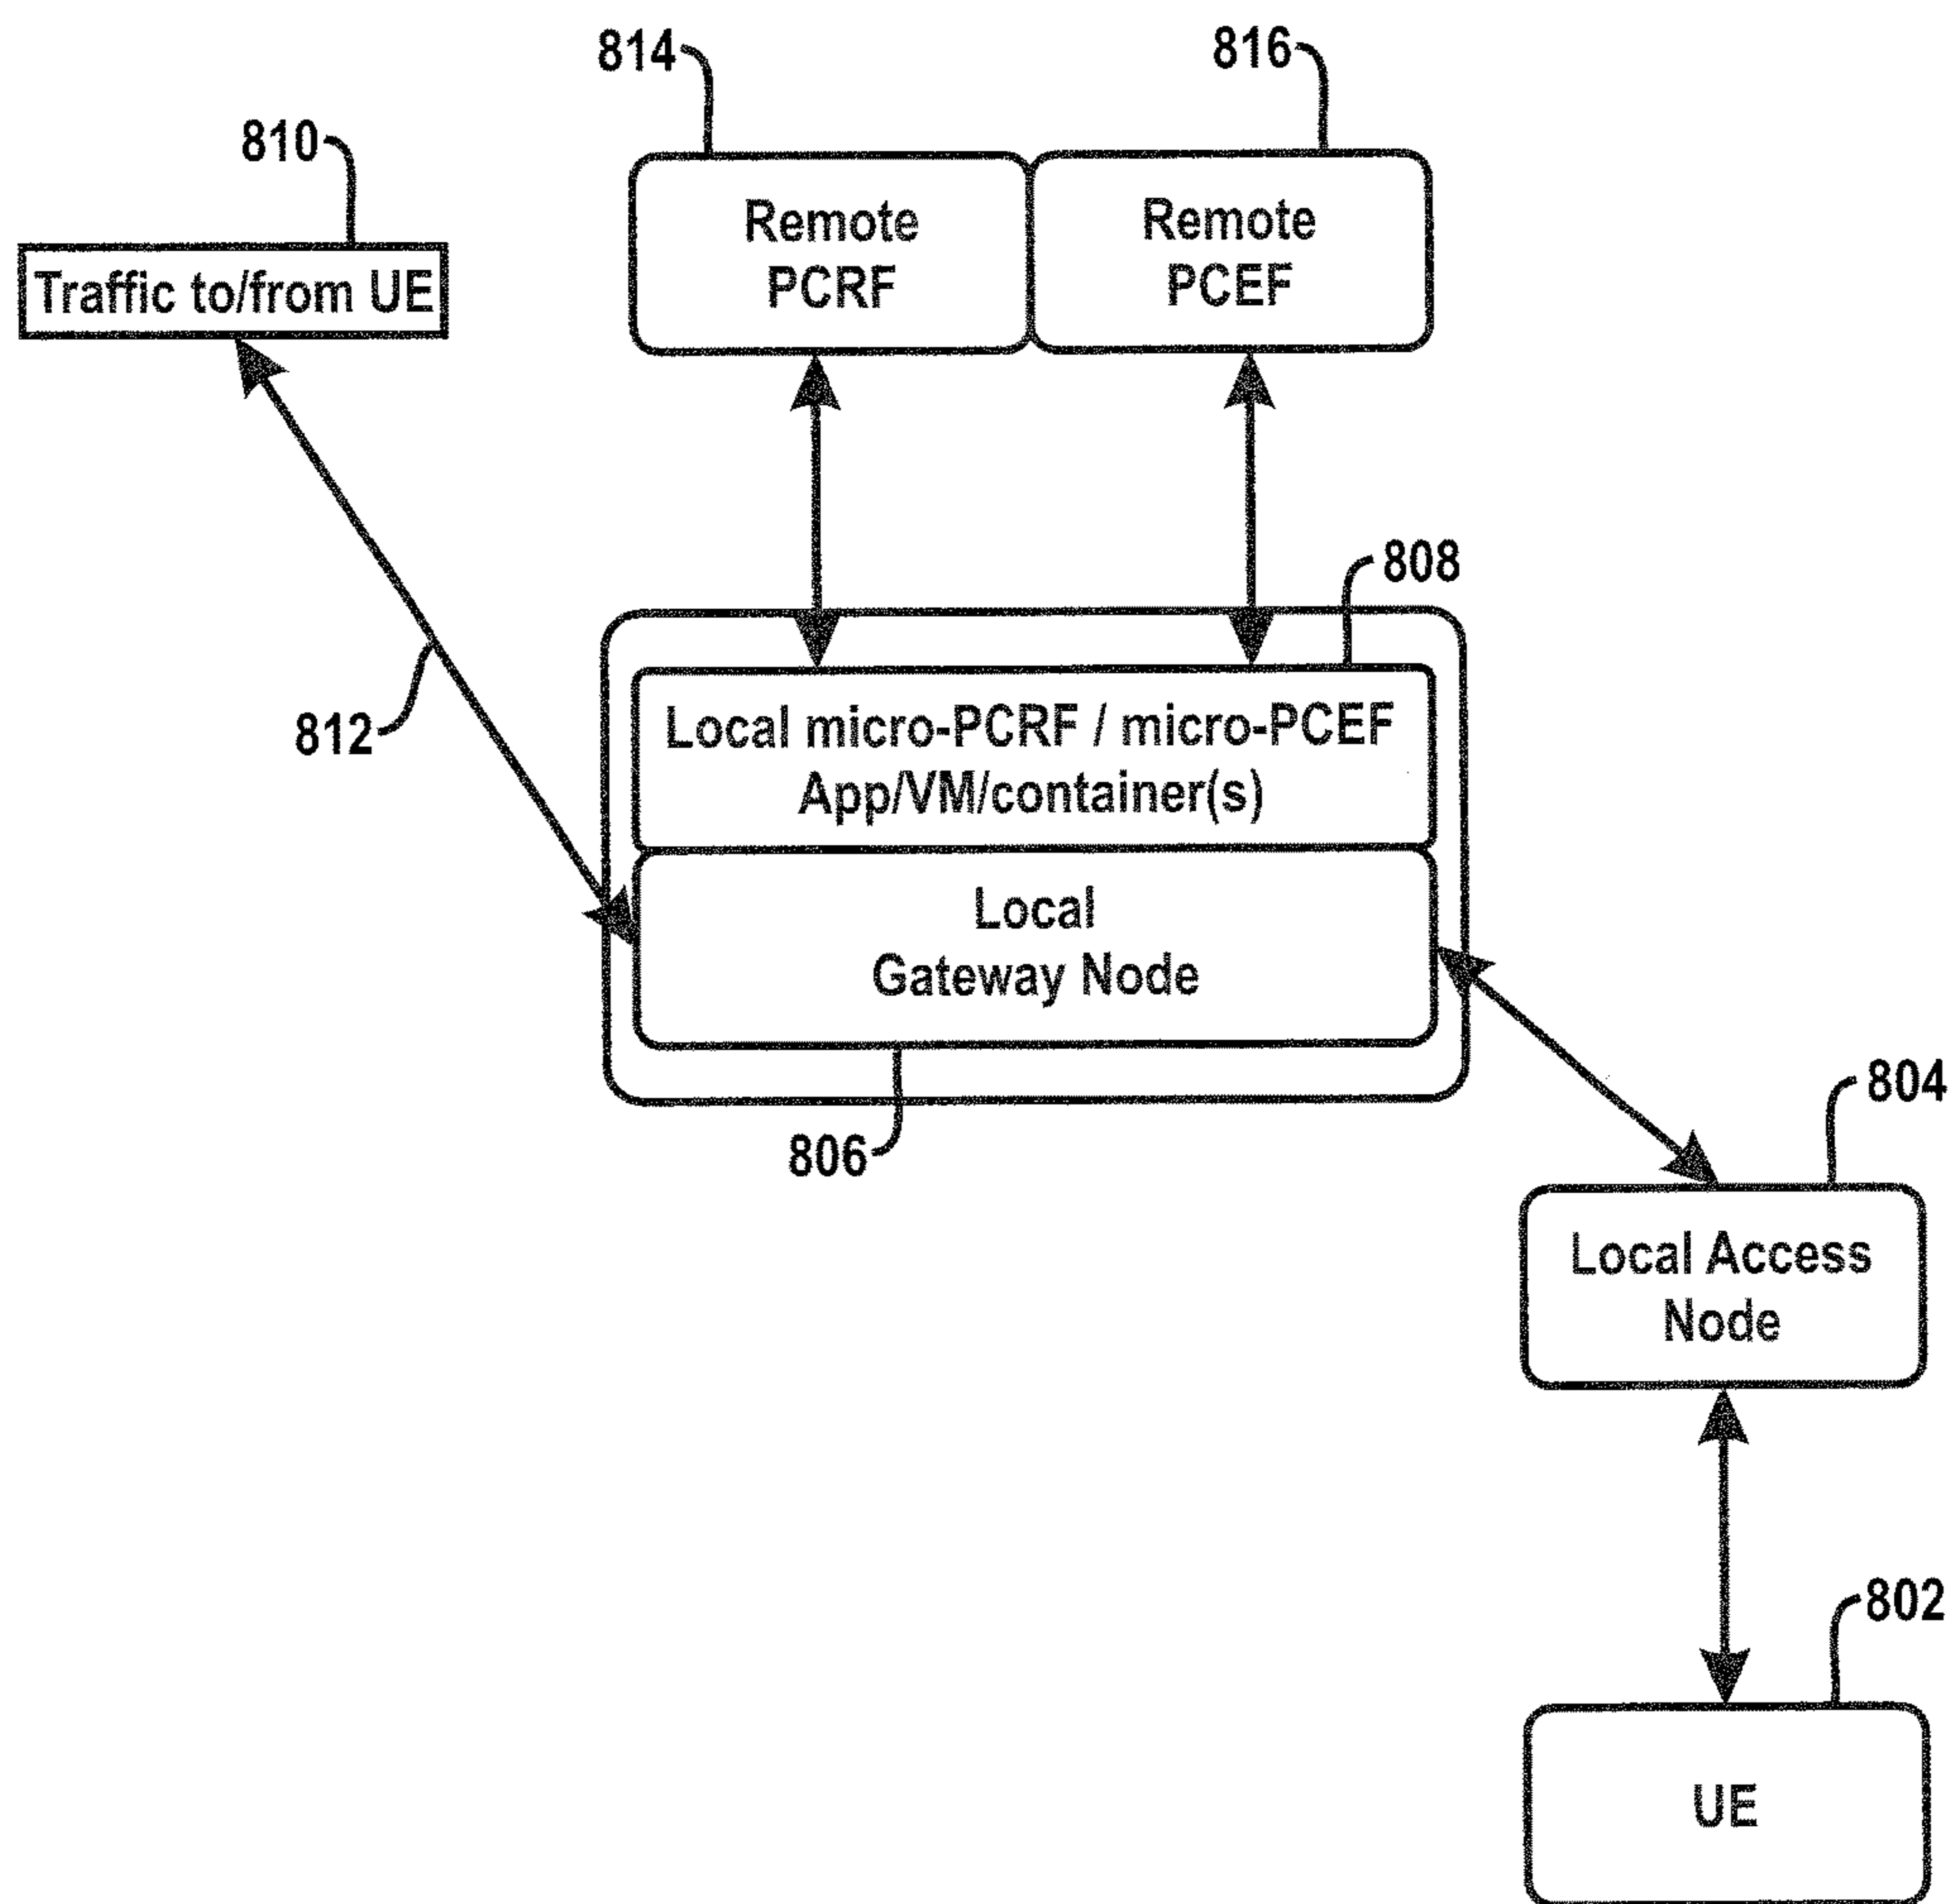 814
816
810
Remote
PCRF
Remote
PCEF
Traffic to/from UE
808
812
Local micro-PCRF / micro-PCEF
App/VM/container(s)
Local
Gateway Node
806
804
Local Access
Node
802
UE